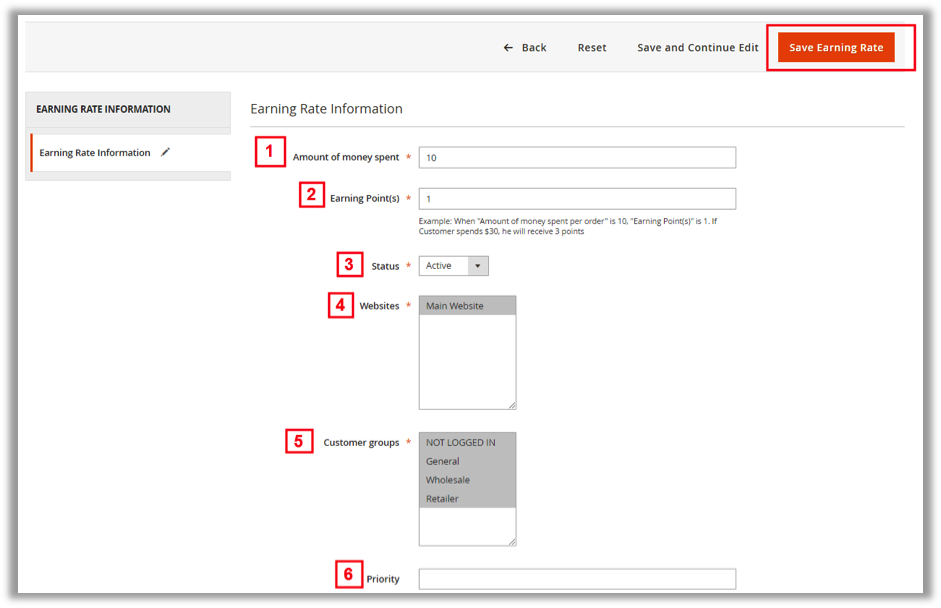 ← Back Reset Save and Continue Edit Save Earning Rate
EARNING RATE INFORMATION
Earning Rate Information
Earning Rate Information
1 Amount of money spent * 10
2 Earning Point(s) * 1
Example: When "Amount of money spent per order" is 10, "Earning Point(s)" is 1. If
Customer spends $30, he will receive 3 points
3 Status * Active
4 Websites * Main Website
5 Customer groups * NOT LOGGED IN
General
Wholesale
Retailer
6 Priority